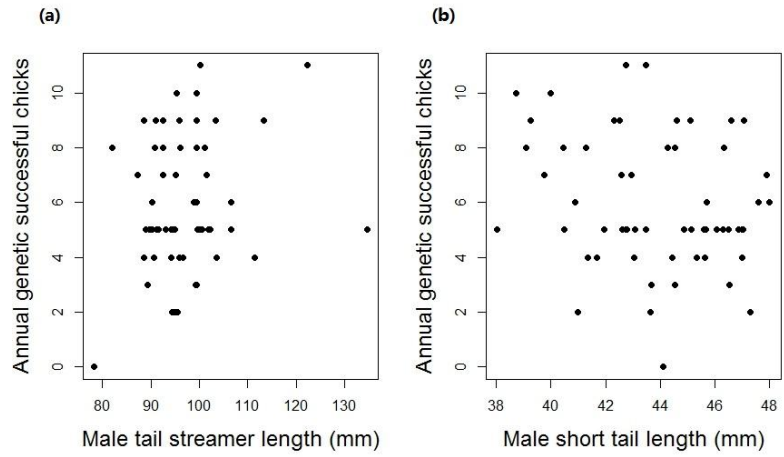 (a)
Annual genetic successful chicks
0 2 4 6 8 10
80 90 100 110 120 130
Male tail streamer length (mm)
(b)
Annual genetic successful chicks
0 2 4 6 8 10
38 40 42 44 46 48
Male short tail length (mm)